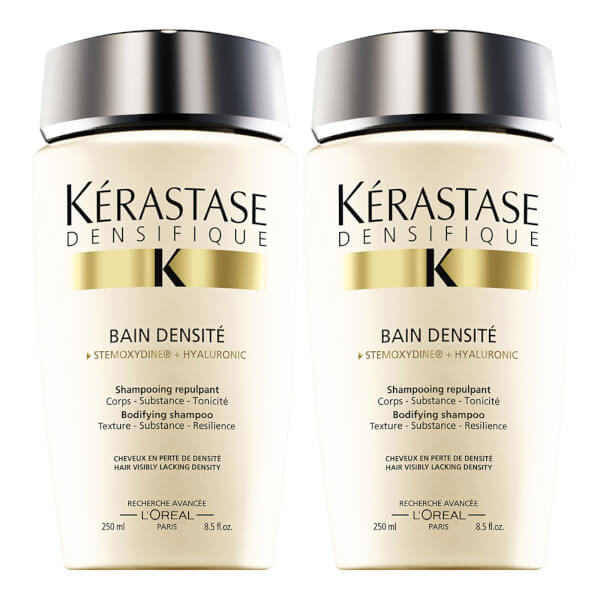 KÉRASTASE
DENSIFIQUE
K
BAIN DENSITÉ
STEMOXYDINE® + HYALURONIC
Shampooing repulpant
Corps - Substance - Tonicité
Bodifying shampoo
Texture - Substance - Resilience
CHEVEUX EN PERTE DE DENSITÉ
HAIR VISIBLY LACKING DENSITY
RECHERCHE AVANCÉE
L'ORÉAL
250 ml PARIS 8.5 fl.oz.
KÉRASTASE
DENSIFIQUE
K
BAIN DENSITÉ
STEMOXYDINE® + HYALURONIC
Shampooing repulpant
Corps - Substance - Tonicité
Bodifying shampoo
Texture - Substance - Resilience
CHEVEUX EN PERTE DE DENSITÉ
HAIR VISIBLY LACKING DENSITY
RECHERCHE AVANCÉE
L'ORÉAL
250 ml PARIS 8.5 fl.oz.